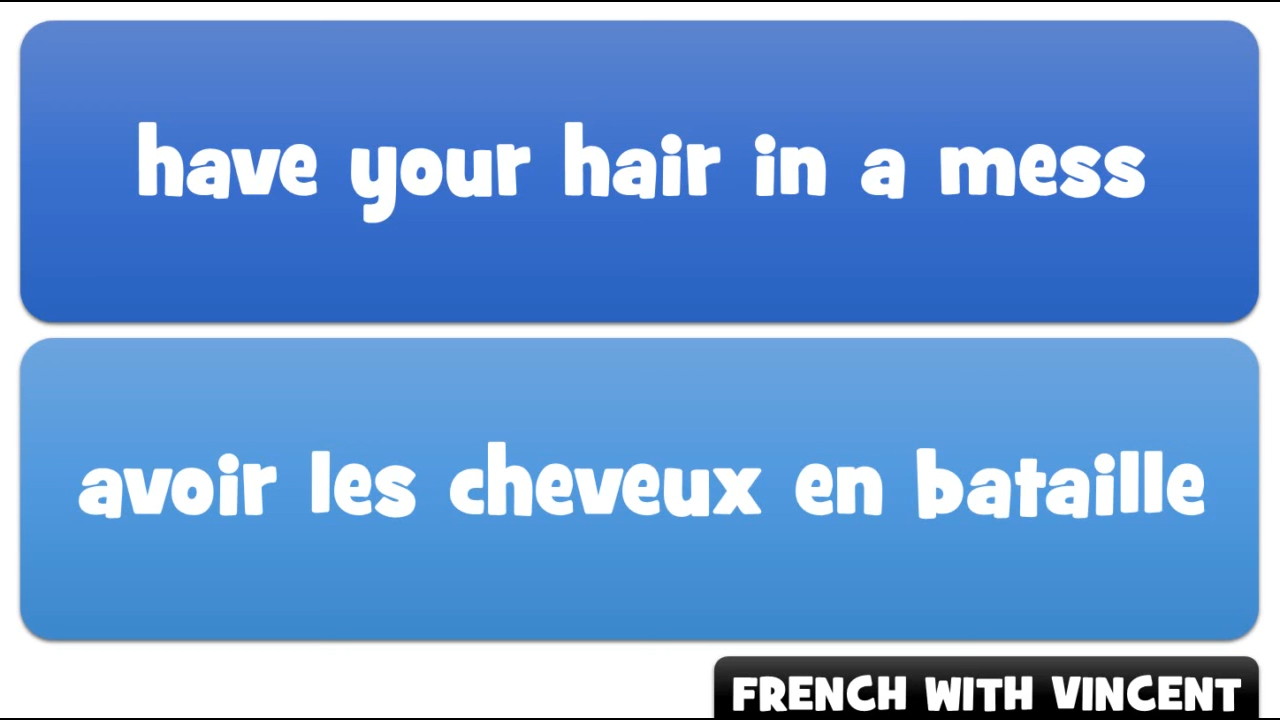 have your hair in a mess
avoir les cheveux en bataille
FRENCH WITH VINCENT